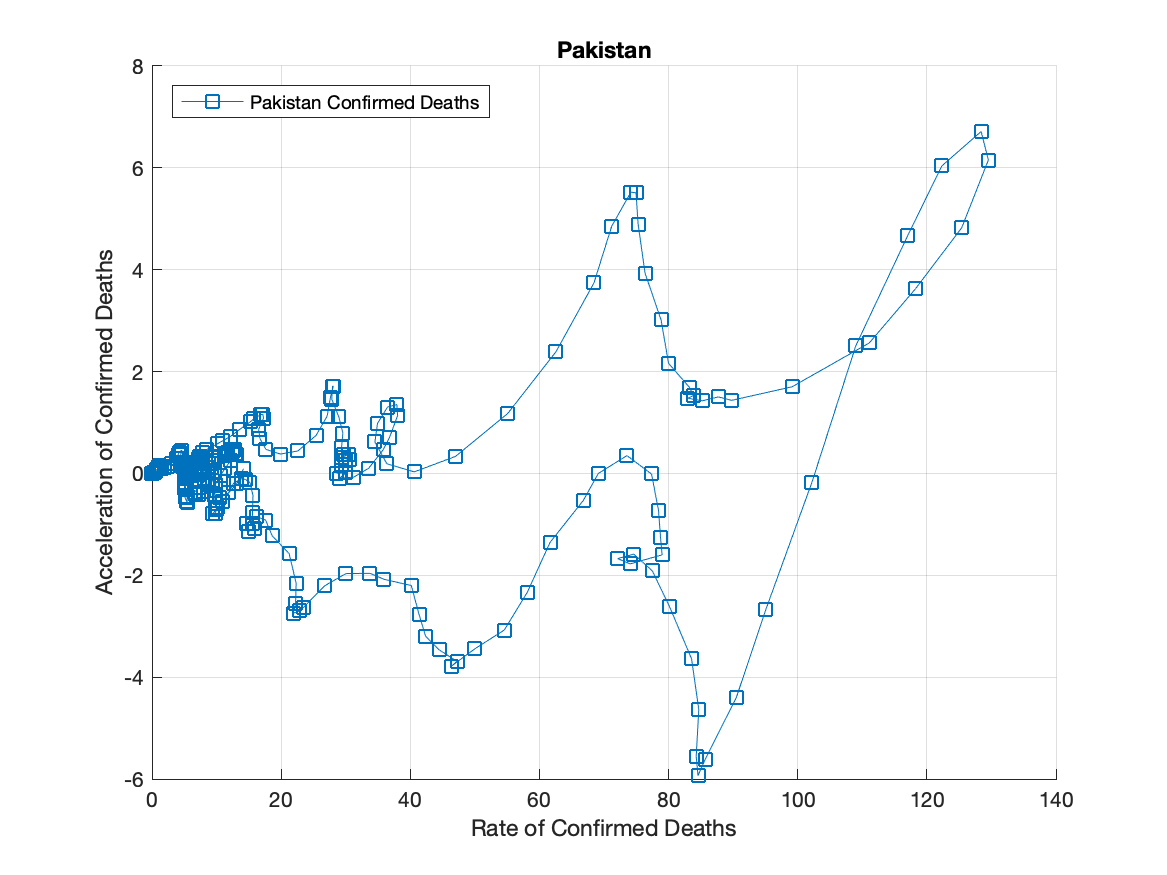 Pakistan
8
Pakistan Confirmed Deaths
6
4
2
0
-2
-4
-6
Acceleration of Confirmed Deaths
0 20 40 60 80 100 120 140
Rate of Confirmed Deaths